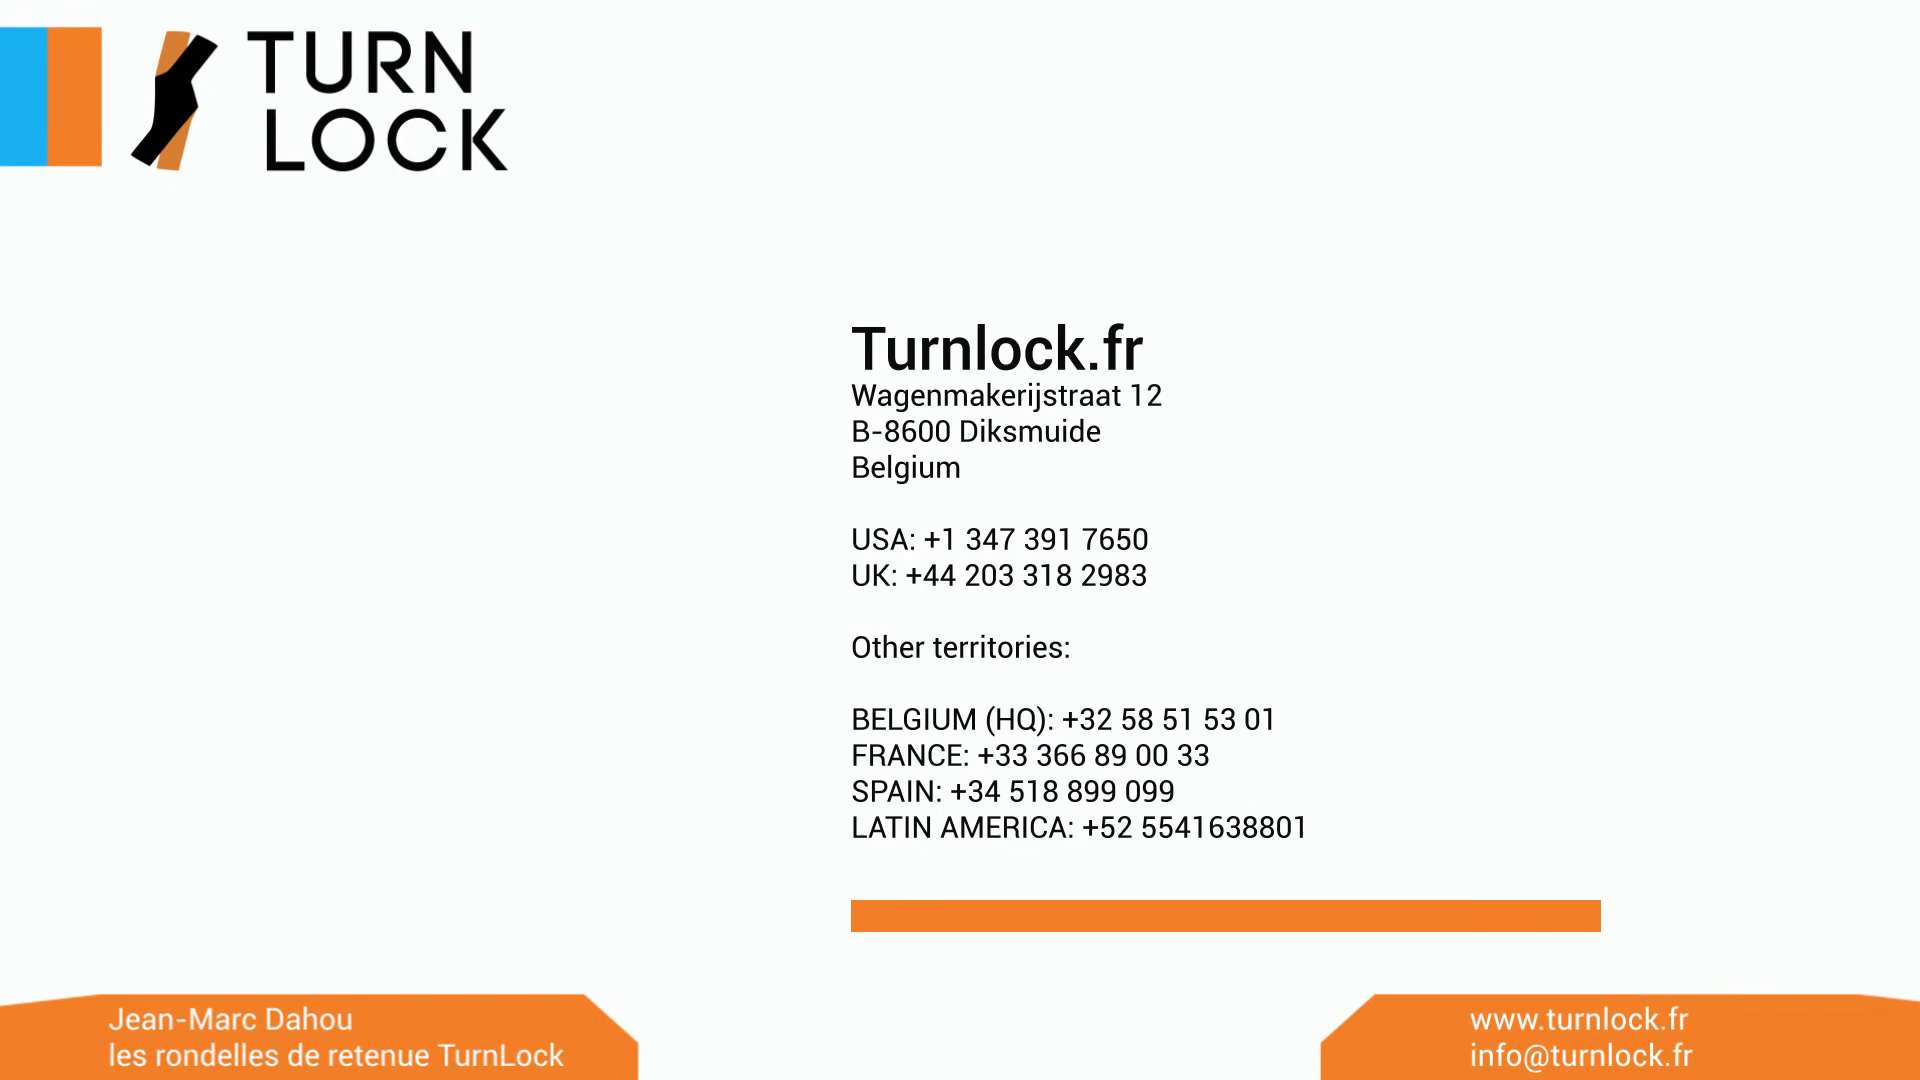 TURN
LOCK
Turnlock.fr
Wagenmakerijstraat 12
B-8600 Diksmuide
Belgium
USA: +1 347 391 7650
UK: +44 203 318 2983
Other territories:
BELGIUM (HQ): +32 58 51 53 01
FRANCE: +33 366 89 00 33
SPAIN: +34 518 899 099
LATIN AMERICA: +52 5541638801
Jean-Marc Dahou
les rondelles de retenue TurnLock
www.turnlock.fr
info@turnlock.fr